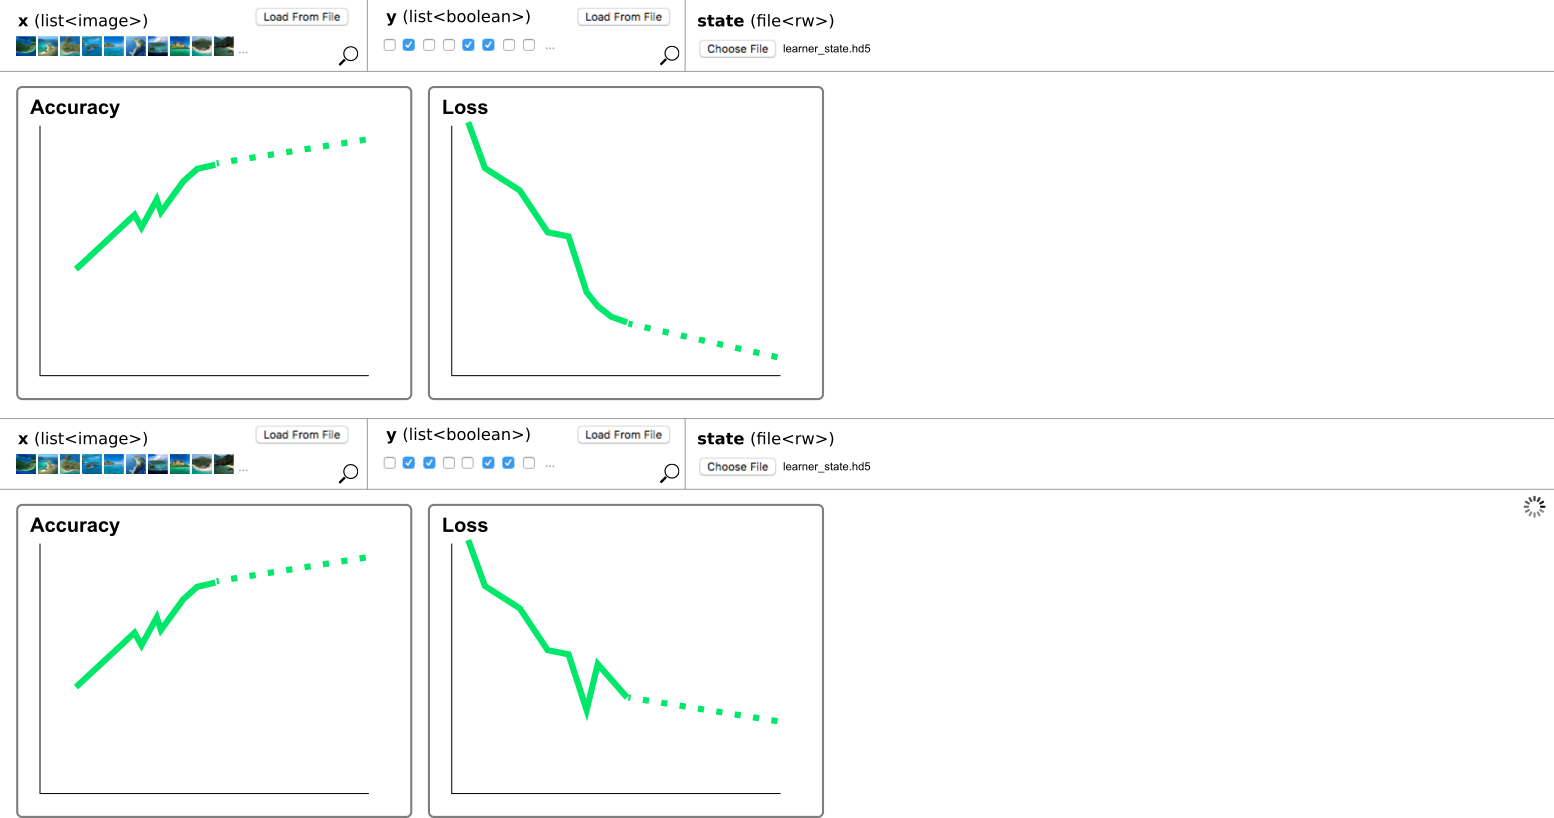 x (list<image>)
Load From File
...
y (list<boolean>)
Load From File
...
state (file<rw>)
Choose File learner_state.hd5
Accuracy
Loss
x (list<image>)
Load From File
...
y (list<boolean>)
Load From File
...
state (file<rw>)
Choose File learner_state.hd5
Accuracy
Loss